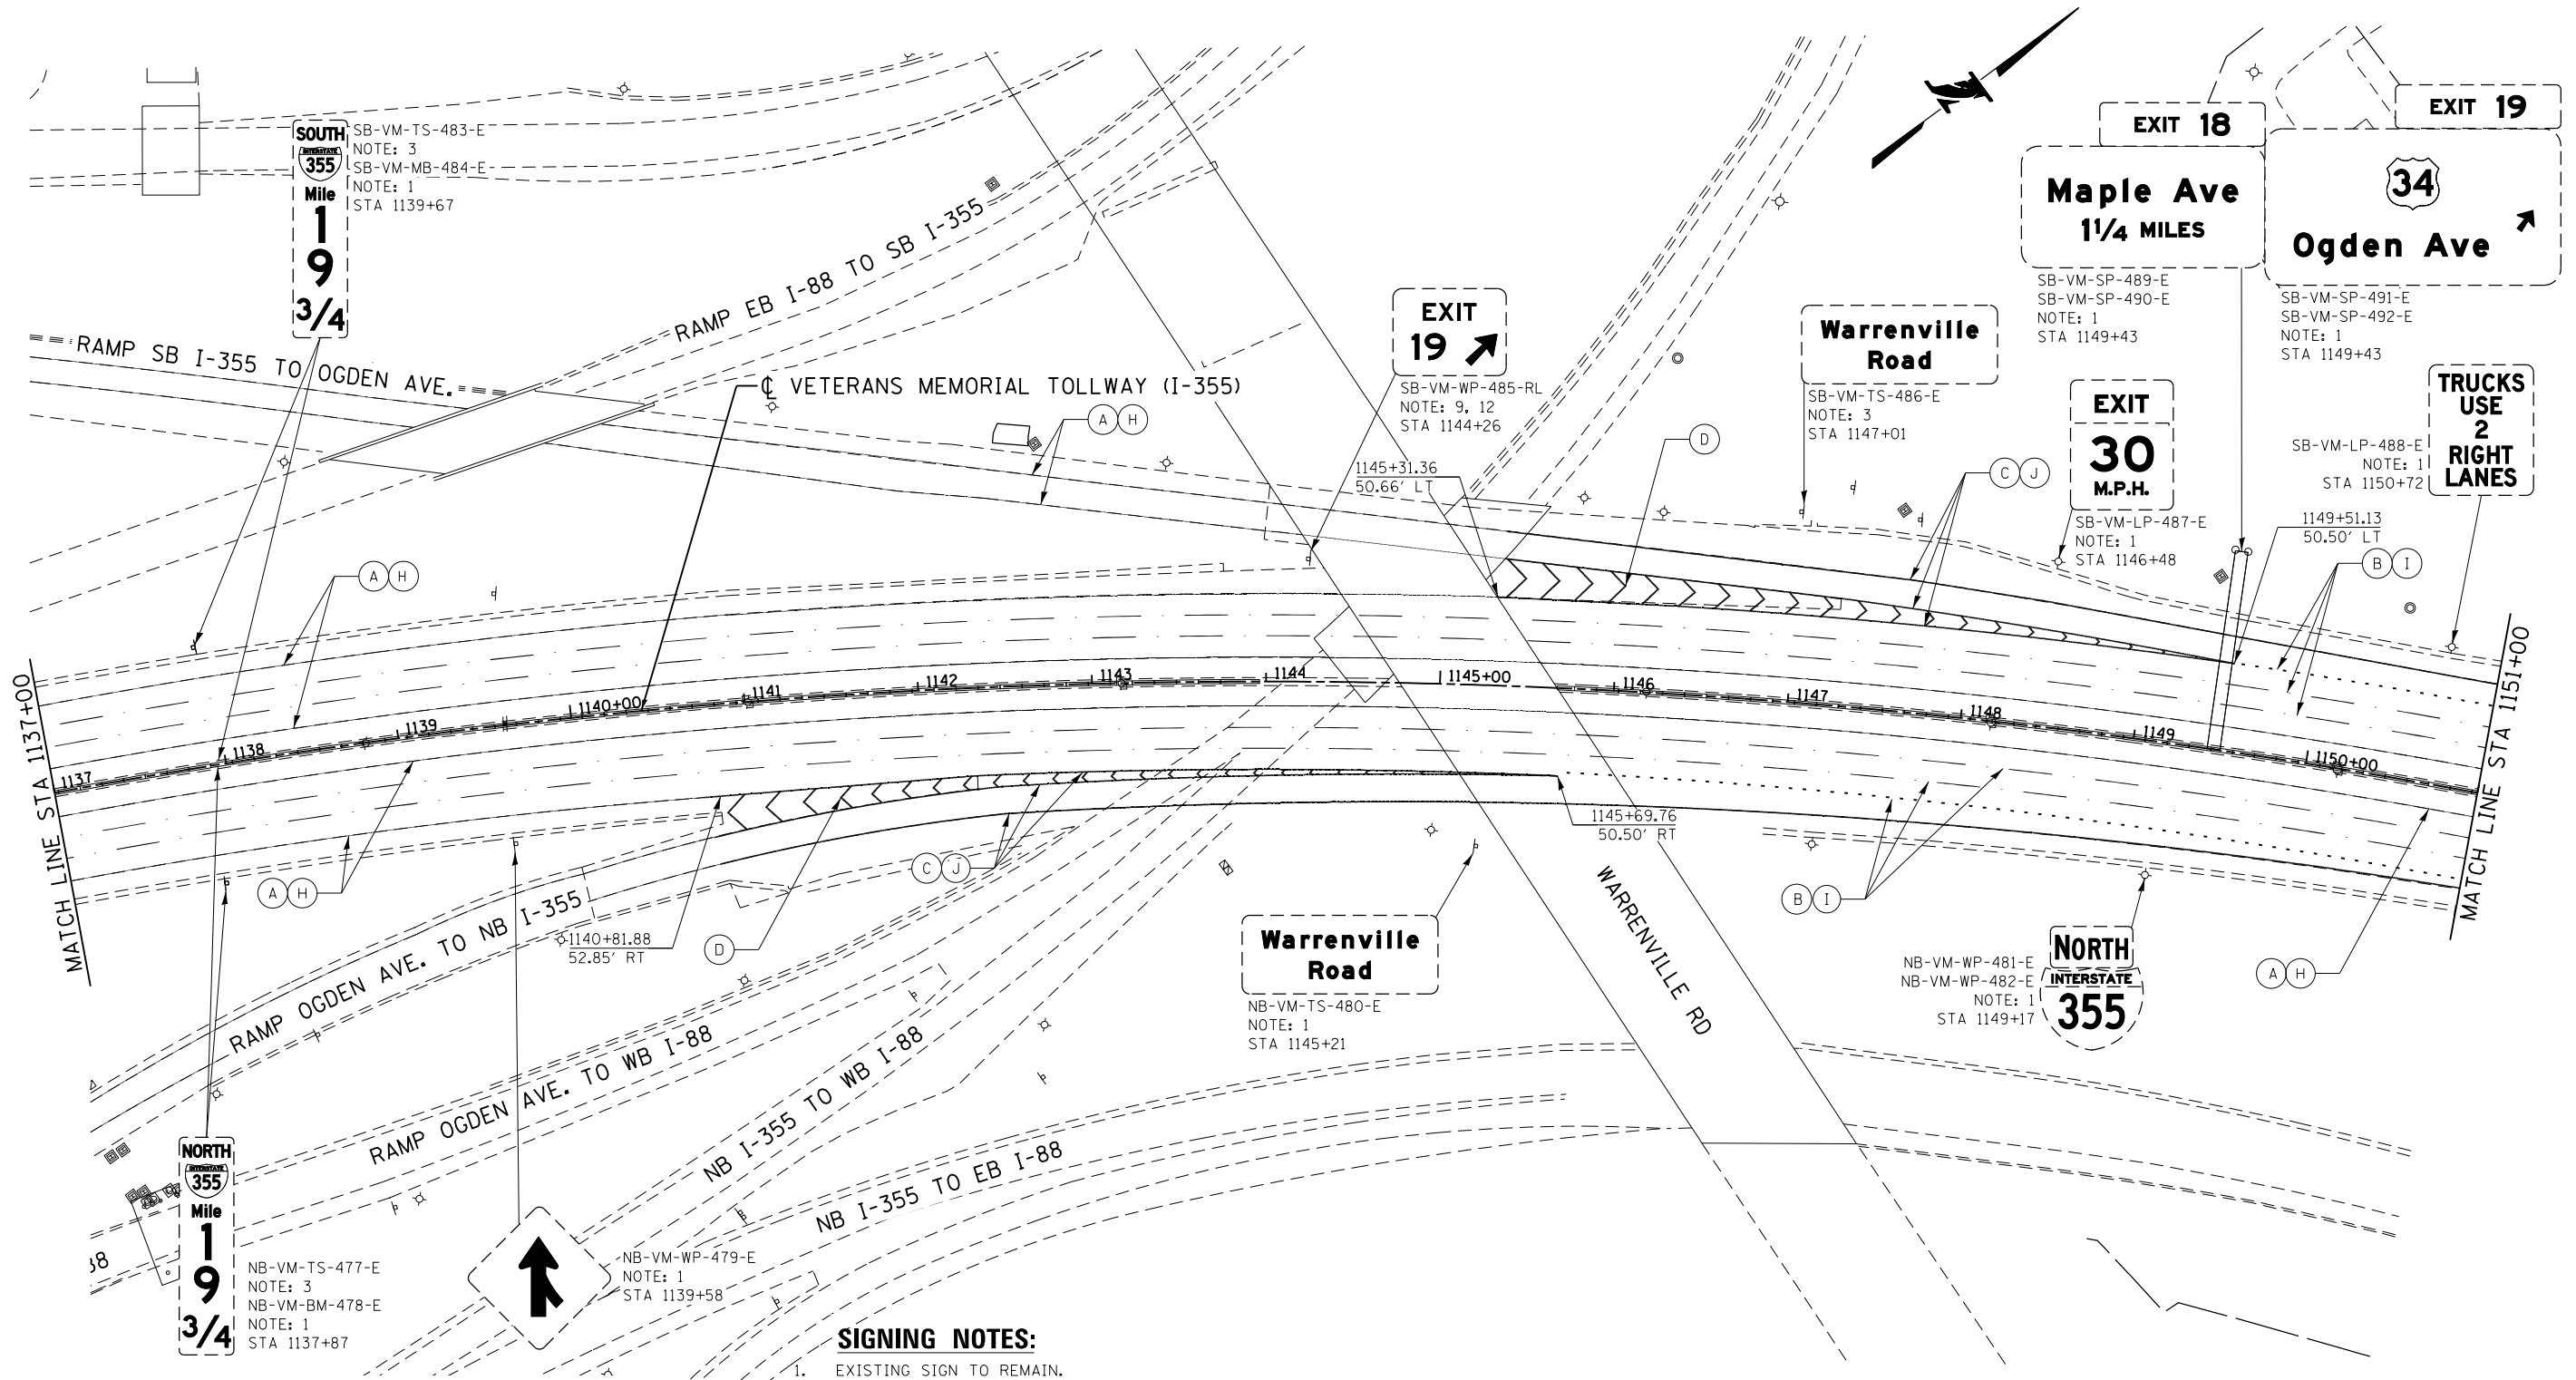 SOUTH
INTERSTATE
355
Mile
1
9
3/4
SB-VM-TS-483-E
NOTE: 3
SB-VM-MB-484-E
NOTE: 1
STA 1139+67
EXIT 18
Maple Ave
1 1/4 MILES
SB-VM-SP-489-E
SB-VM-SP-490-E
NOTE: 1
STA 1149+43
EXIT 19
34
Ogden Ave
SB-VM-SP-491-E
SB-VM-SP-492-E
NOTE: 1
STA 1149+43
RAMP EB I-88 TO SB I-355
RAMP SB I-355 TO OGDEN AVE.
℄ VETERANS MEMORIAL TOLLWAY (I-355)
A H
EXIT
19
SB-VM-WP-485-RL
NOTE: 9, 12
STA 1144+26
1145+31.36
50.66' LT
Warrenville
Road
SB-VM-TS-486-E
NOTE: 3
STA 1147+01
D
C J
EXIT
30
M.P.H.
SB-VM-LP-487-E
NOTE: 1
STA 1146+48
TRUCKS
USE
2
RIGHT
LANES
SB-VM-LP-488-E
NOTE: 1
STA 1150+72
1149+51.13
50.50' LT
B I
A H
MATCH LINE STA 1137+00
1137
1138
1139
1140+00
1141
1142
1143
1144
1145+00
1146
1147
1148
1149
1150+00
MATCH LINE STA 1151+00
A H
C J
1140+81.88
52.85' RT
D
1145+69.76
50.50' RT
B I
A H
WARRENVILLE RD
Warrenville
Road
NB-VM-TS-480-E
NOTE: 1
STA 1145+21
NORTH
INTERSTATE
355
NB-VM-WP-481-E
NB-VM-WP-482-E
NOTE: 1
STA 1149+17
RAMP OGDEN AVE. TO NB I-355
RAMP OGDEN AVE. TO WB I-88
NB I-355 TO WB I-88
NB I-355 TO EB I-88
NORTH
INTERSTATE
355
Mile
1
9
3/4
NB-VM-TS-477-E
NOTE: 3
NB-VM-BM-478-E
NOTE: 1
STA 1137+87
NB-VM-WP-479-E
NOTE: 1
STA 1139+58
SIGNING NOTES:
1. EXISTING SIGN TO REMAIN.